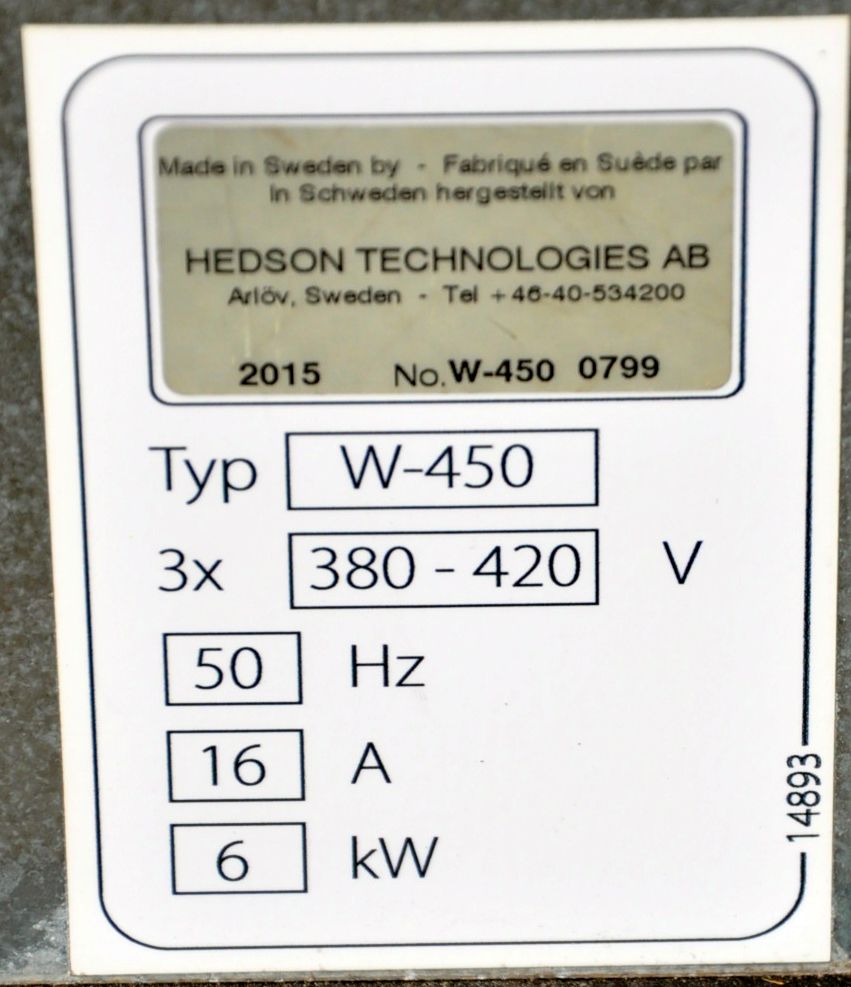 Made in Sweden by - Fabriqué en Suède par
In Schweden hergestellt von
HEDSON TECHNOLOGIES AB
Arlöv, Sweden - Tel +46-40-534200
2015 No. W-450 0799
Typ W-450
3x 380 - 420 V
50 Hz
16 A
6 kW
14893